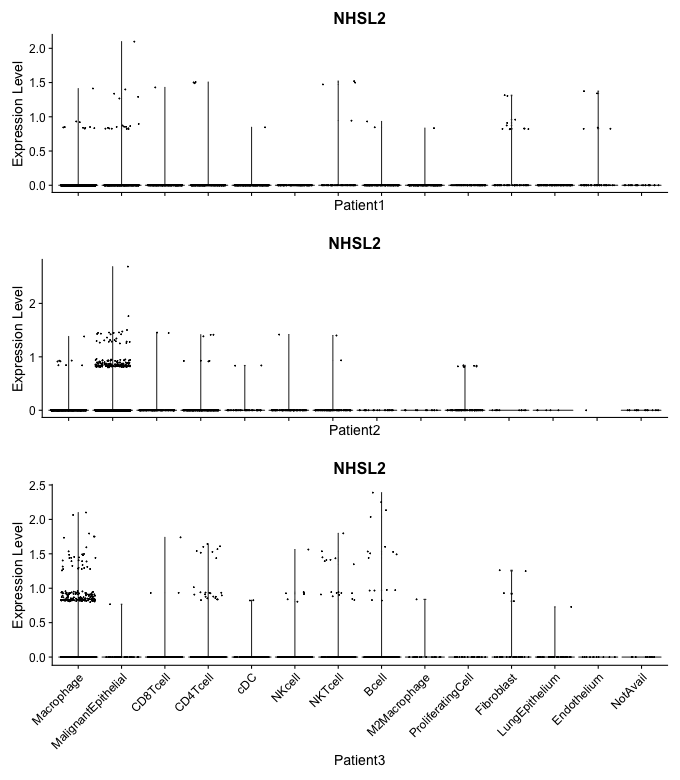 NHSL2
Expression Level
2.0
1.5
1.0
0.5
0.0
Patient1
NHSL2
Expression Level
2
1
0
Patient2
NHSL2
Expression Level
2.5
2.0
1.5
1.0
0.5
0.0
Macrophage
MalignantEpithelial
CD8Tcell
CD4Tcell
cDC
NKcell
NKTcell
Bcell
M2Macrophage
ProliferatingCell
Fibroblast
LungEpithelium
Endothelium
NotAvail
Patient3